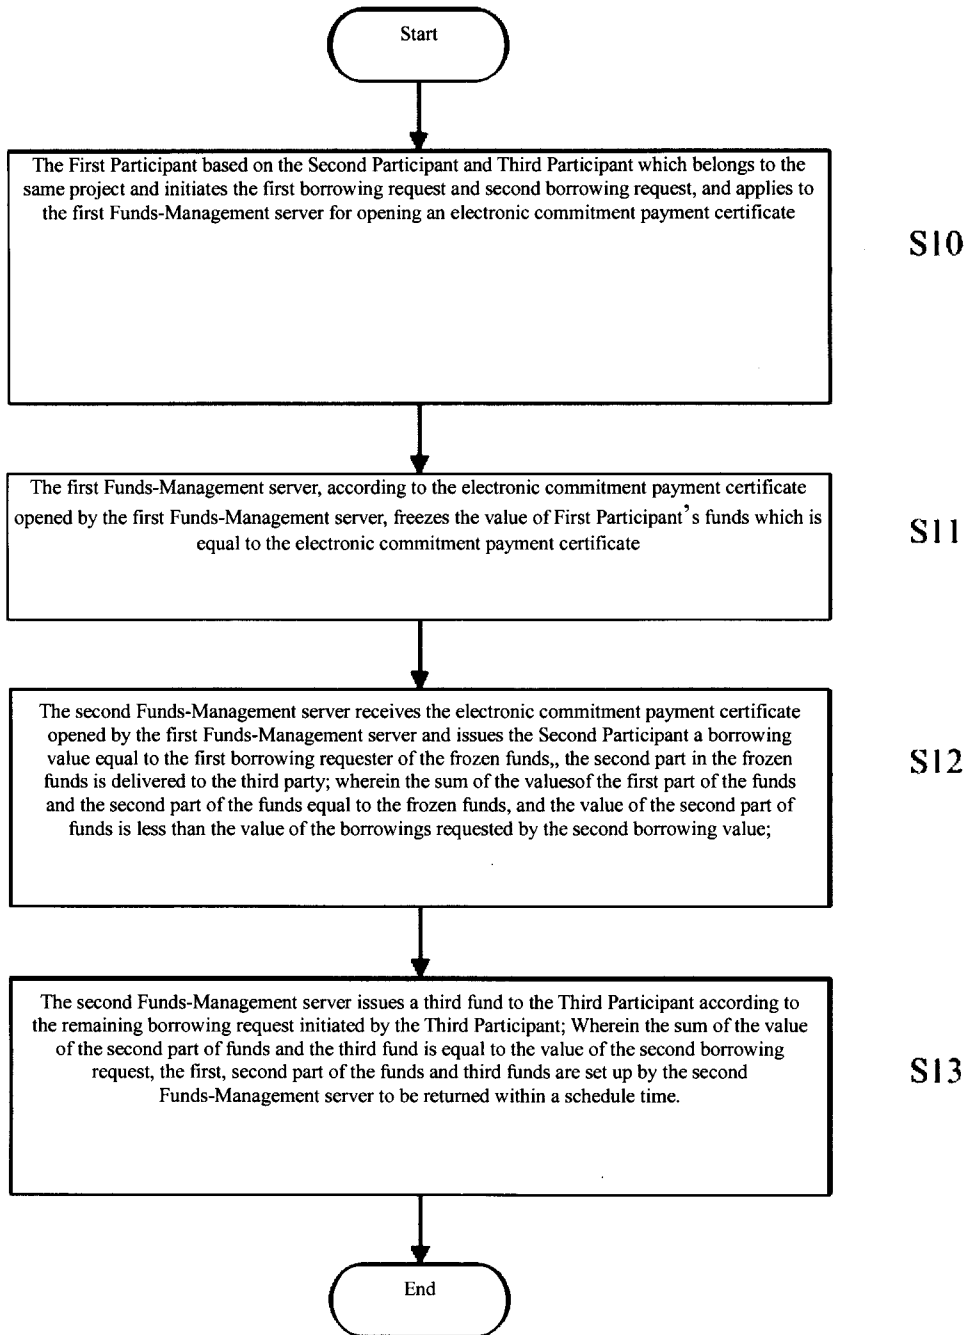 Start
The First Participant based on the Second Participant and Third Participant which belongs to the
same project and initiates the first borrowing request and second borrowing request, and applies to
the first Funds-Management server for opening an electronic commitment payment certificate
S10
The first Funds-Management server, according to the electronic commitment payment certificate
opened by the first Funds-Management server, freezes the value of First Participant’s funds which is
equal to the electronic commitment payment certificate
S11
The second Funds-Management server receives the electronic commitment payment certificate
opened by the first Funds-Management server and issues the Second Participant a borrowing
value equal to the first borrowing requester of the frozen funds,, the second part in the frozen
funds is delivered to the third party; wherein the sum of the valuesof the first part of the funds
and the second part of the funds equal to the frozen funds, and the value of the second part of
funds is less than the value of the borrowings requested by the second borrowing value;
S12
The second Funds-Management server issues a third fund to the Third Participant according to
the remaining borrowing request initiated by the Third Participant; Wherein the sum of the value
of the second part of funds and the third fund is equal to the value of the second borrowing
request, the first, second part of the funds and third funds are set up by the second
Funds-Management server to be returned within a schedule time.
S13
End